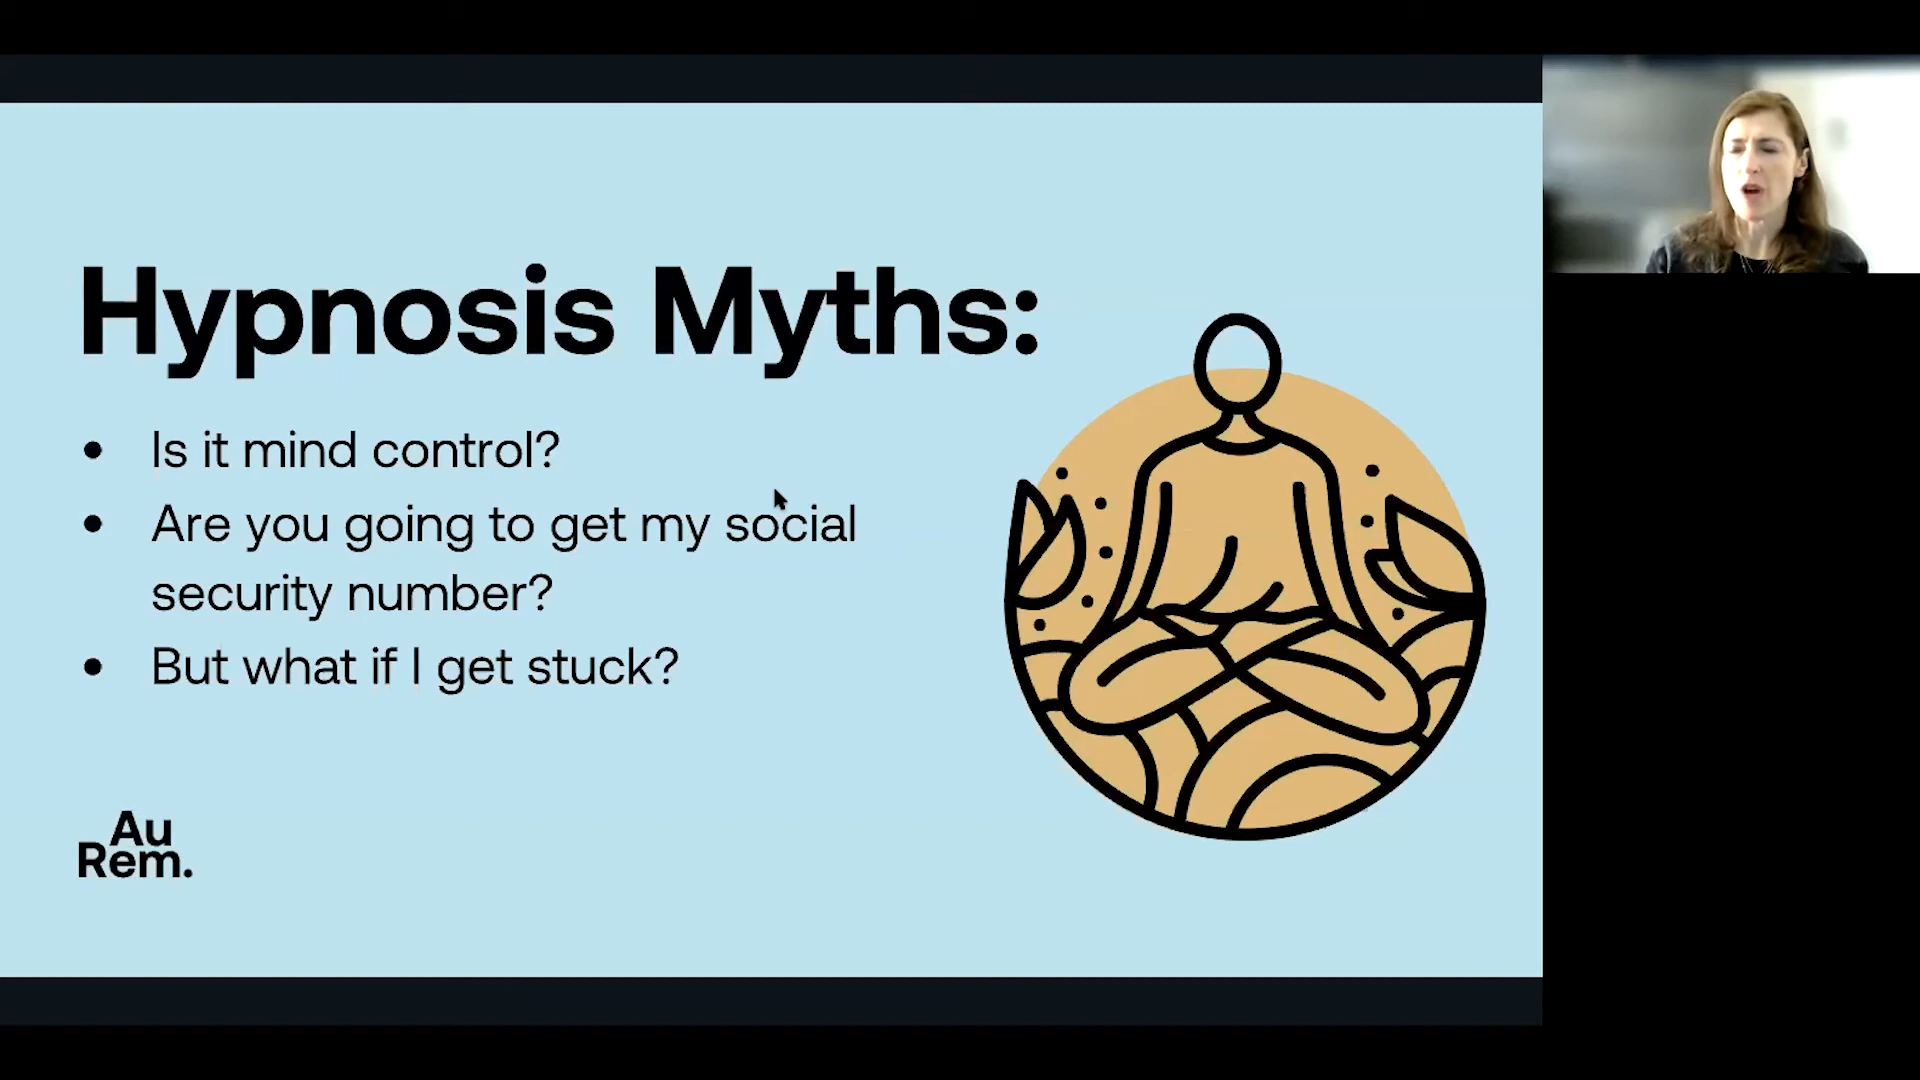 Hypnosis Myths:
• Is it mind control?
• Are you going to get my social
security number?
• But what if I get stuck?
Au
Rem.